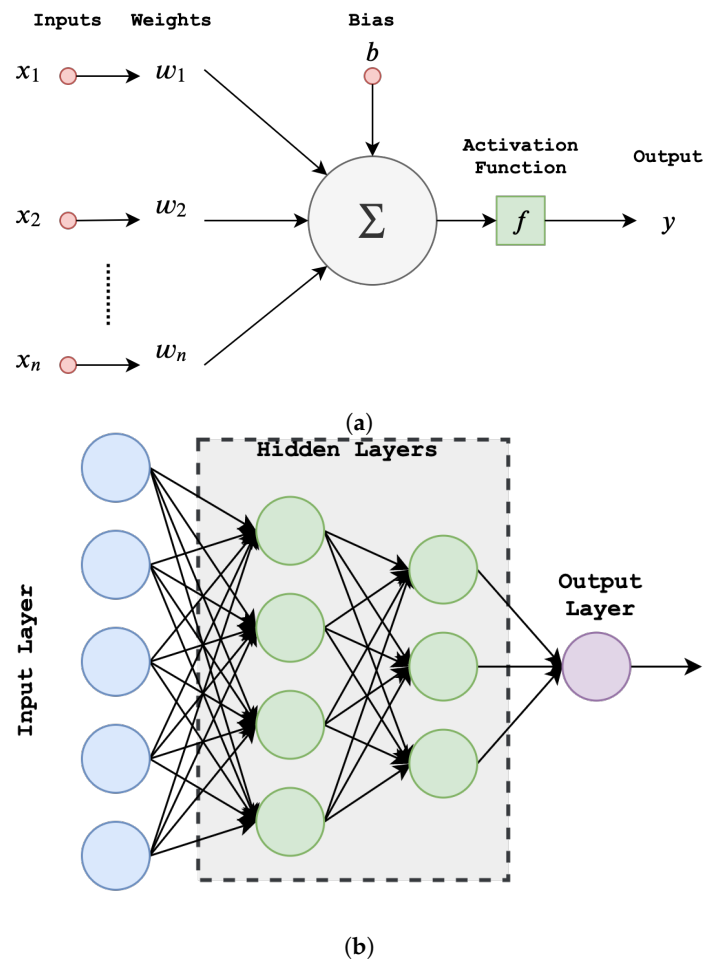 Inputs Weights Bias
b
x₁ w₁
Activation
Function
Output
x₂ w₂ Σ f y
xₙ wₙ
(a)
Hidden Layers
Input Layer
Output
Layer
(b)